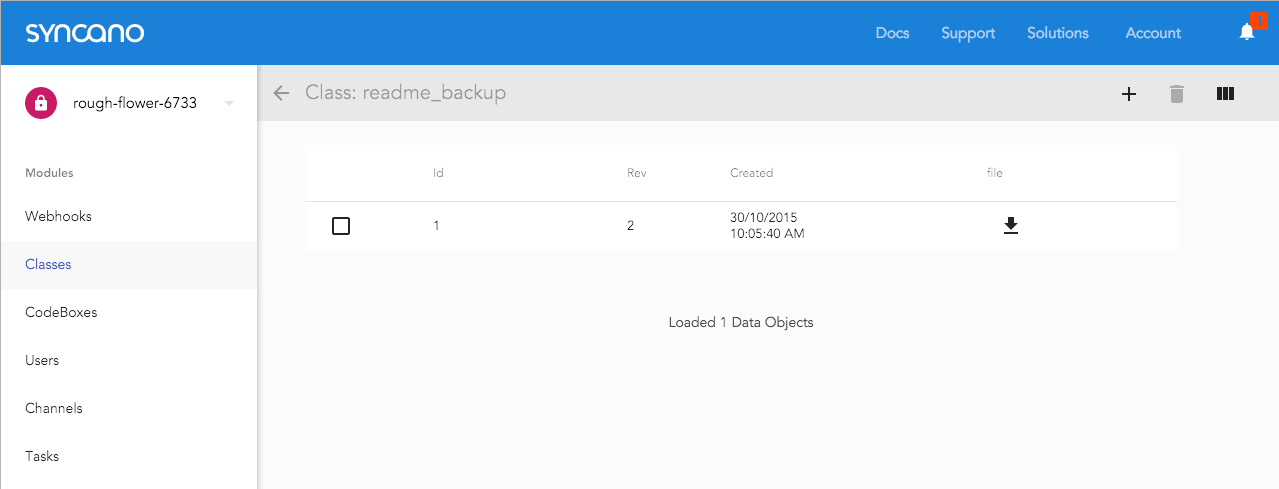 syncano
Docs Support Solutions Account 1
rough-flower-6733
Class: readme_backup
Modules
Webhooks
Classes
CodeBoxes
Users
Channels
Tasks
Id Rev Created file
1 2 30/10/2015
10:05:40 AM
Loaded 1 Data Objects